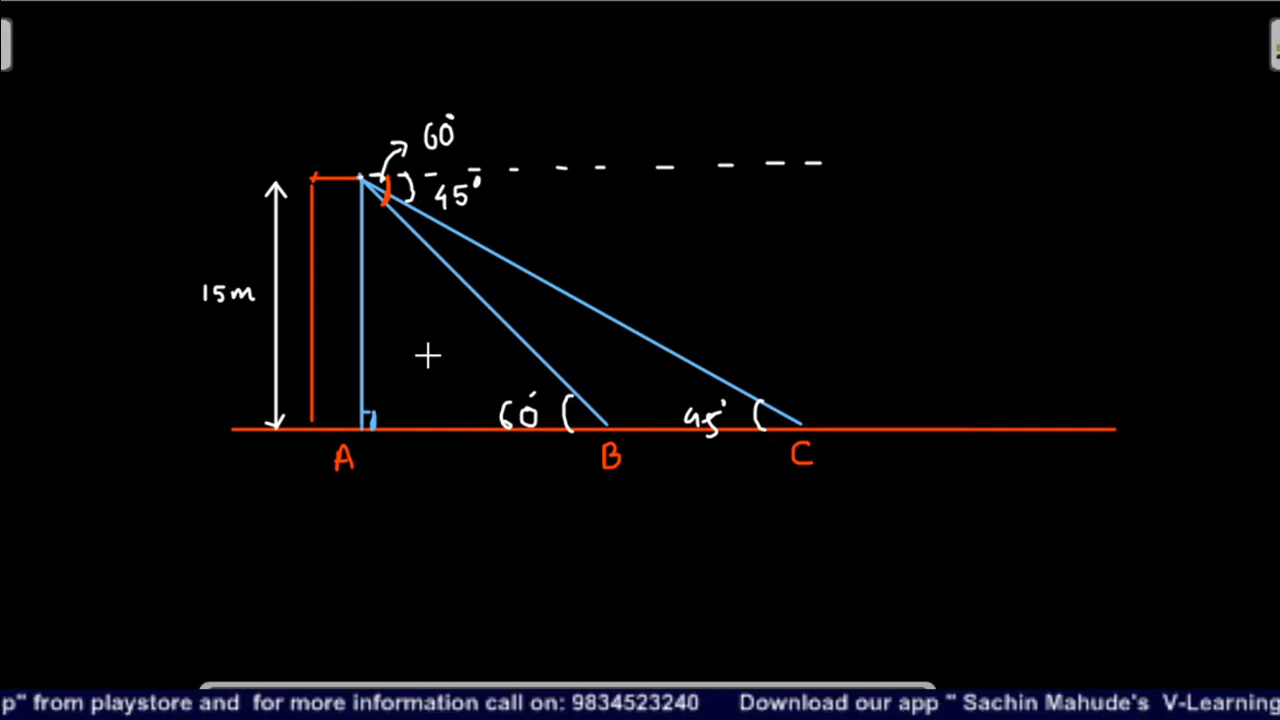 60°
45°
15m
60°
45°
A
B
C
p" from playstore and for more information call on: 9834523240 Download our app " Sachin Mahude's V-Learning